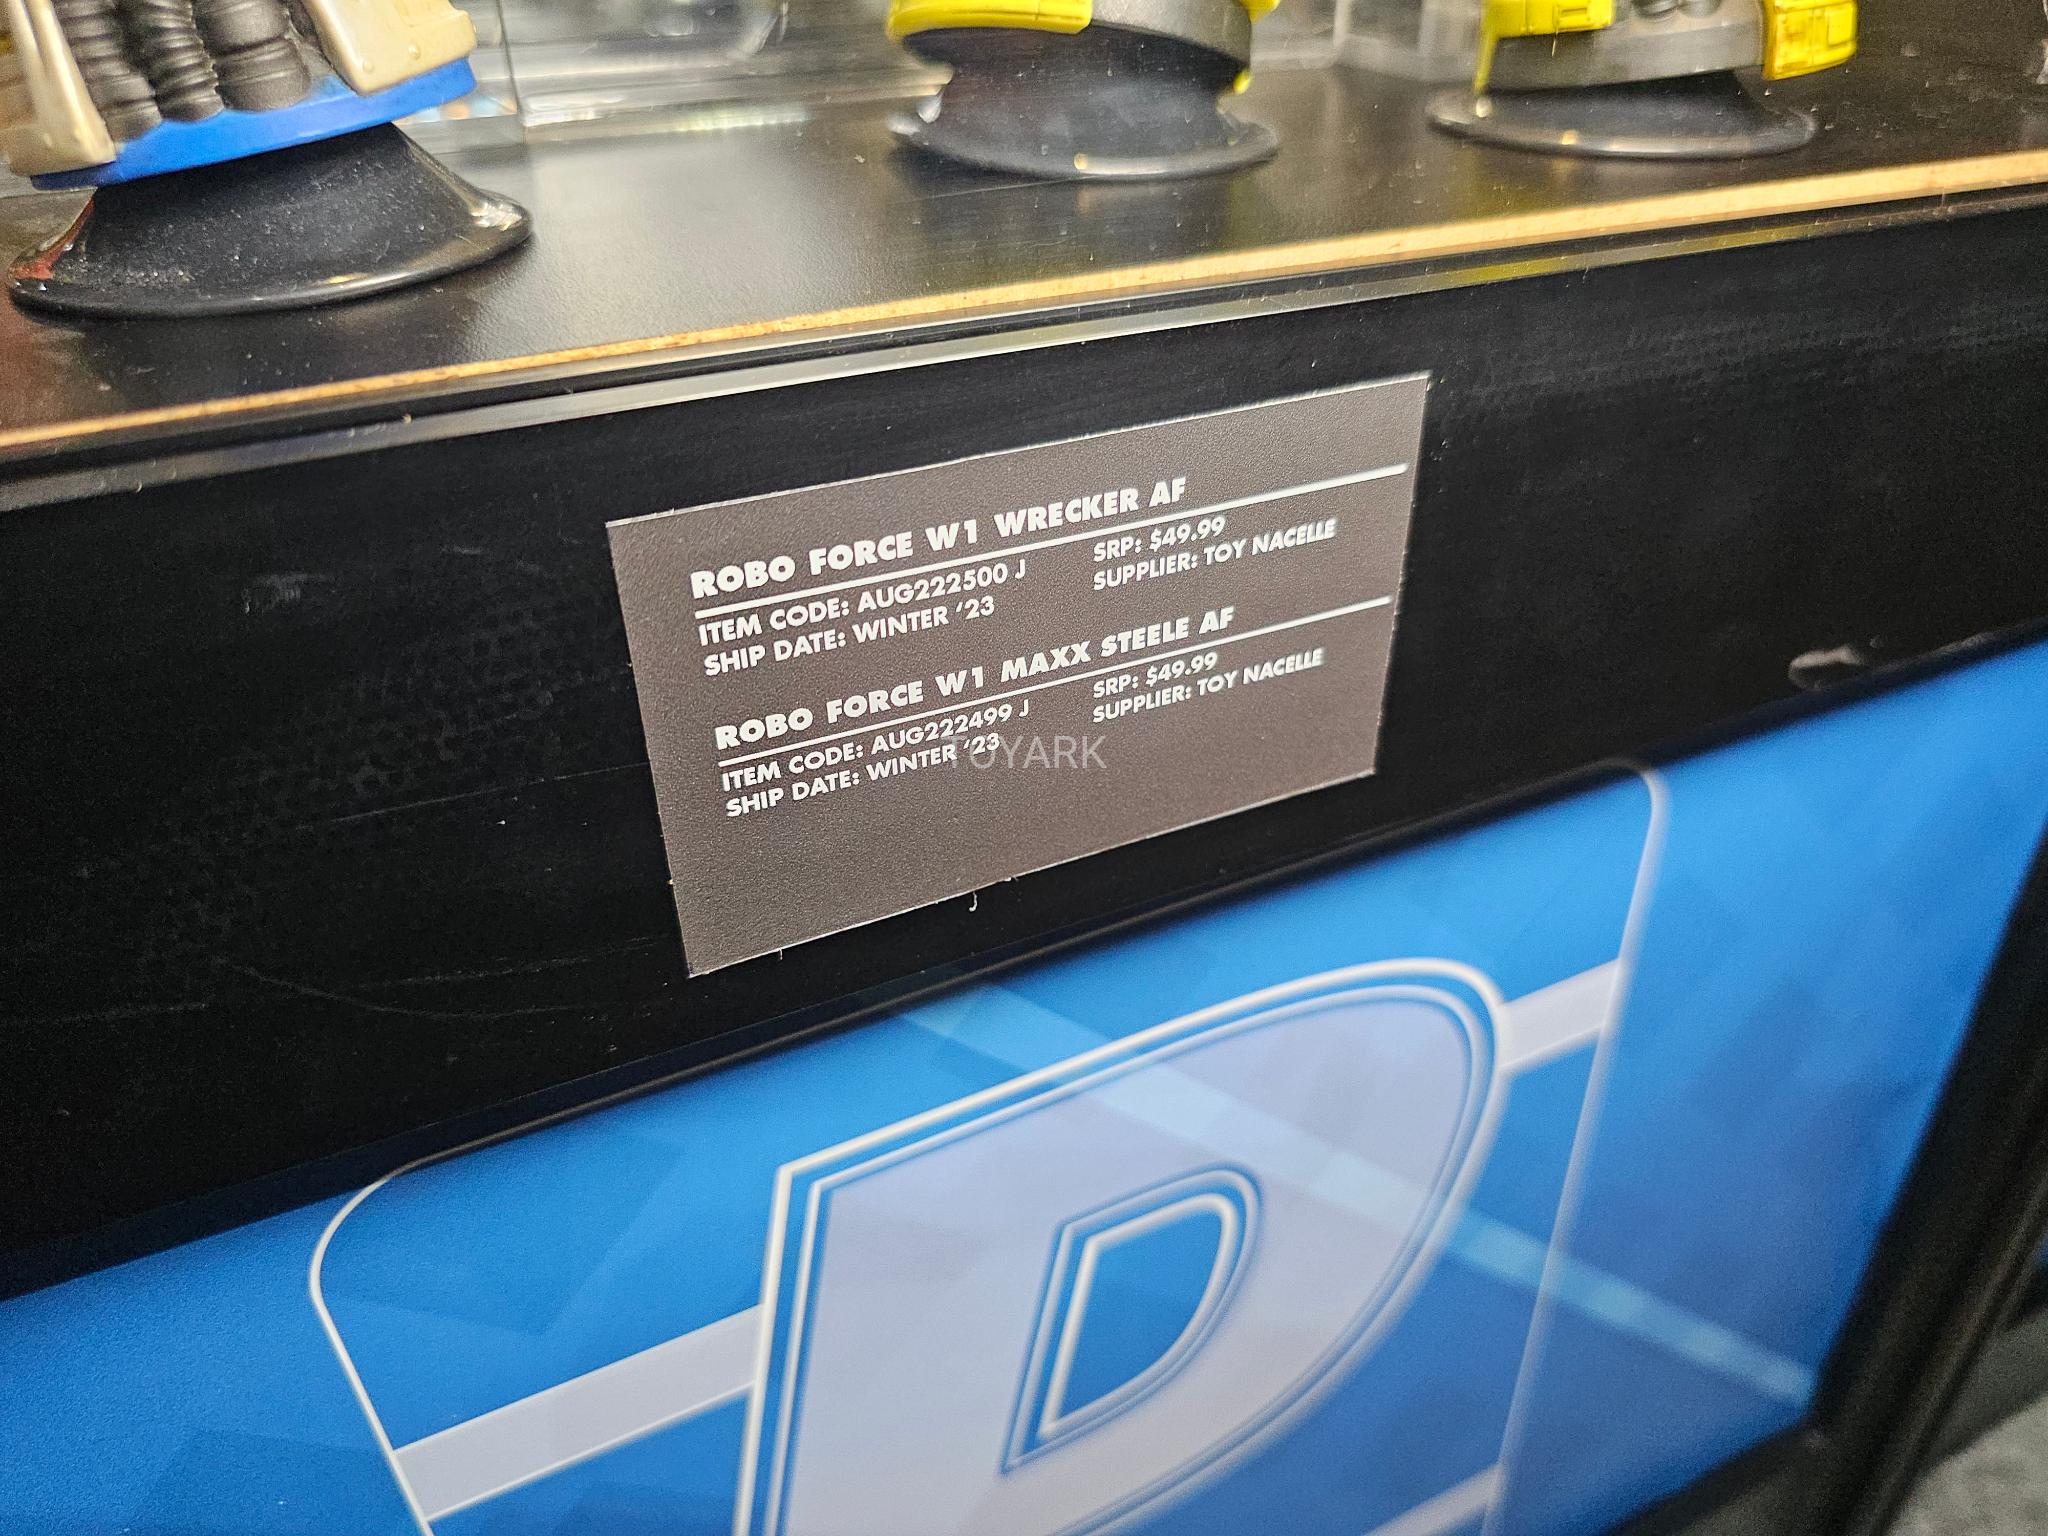 ROBO FORCE W1 WRECKER AF
ITEM CODE: AUG222500 J
SRP: $49.99
SHIP DATE: WINTER ‘23
SUPPLIER: TOY NACELLE
ROBO FORCE W1 MAXX STEELE AF
ITEM CODE: AUG222499 J
SRP: $49.99
SHIP DATE: WINTER ‘23
SUPPLIER: TOY NACELLE
TOYARK
D